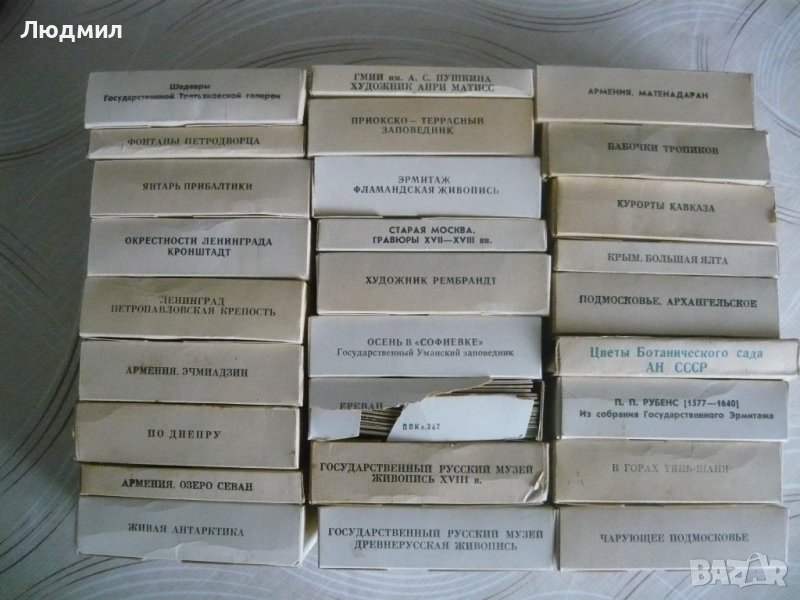 Людмил
Шедевры
Государственной Третьяковской галереи
ФОНТАНЫ ПЕТРОДВОРЦА
ЯНТАРЬ ПРИБАЛТИКИ
ОКРЕСТНОСТИ ЛЕНИНГРАДА
КРОНШТАДТ
ЛЕНИНГРАД
ПЕТРОПАВЛОВСКАЯ КРЕПОСТЬ
АРМЕНИЯ. ЭЧМИАДЗИН
ПО ДНЕПРУ
АРМЕНИЯ. ОЗЕРО СЕВАН
ЖИВАЯ АНТАРКТИКА
ГМИИ им. А. С. ПУШКИНА
ХУДОЖНИК АНРИ МАТИСС
ПРИОКСКО – ТЕРРАСНЫЙ
ЗАПОВЕДНИК
ЭРМИТАЖ
ФЛАМАНДСКАЯ ЖИВОПИСЬ
СТАРАЯ МОСКВА.
ГРАВЮРЫ XVII—XVIII вв.
ХУДОЖНИК РЕМБРАНДТ
ОСЕНЬ В «СОФИЕВКЕ»
Государственный Уманский заповедник
ЕРЕВАН
ГОСУДАРСТВЕННЫЙ РУССКИЙ МУЗЕЙ
ЖИВОПИСЬ XVIII в.
ГОСУДАРСТВЕННЫЙ РУССКИЙ МУЗЕЙ
ДРЕВНЕРУССКАЯ ЖИВОПИСЬ
АРМЕНИЯ. МАТЕНАДАРАН
БАБОЧКИ ТРОПИКОВ
КУРОРТЫ КАВКАЗА
КРЫМ. БОЛЬШАЯ ЯЛТА
ПОДМОСКОВЬЕ. АРХАНГЕЛЬСКОЕ
Цветы Ботанического сада
АН СССР
П. П. РУБЕНС (1577—1640)
Из собрания Государственного Эрмитажа
В ГОРАХ ТЯНЬ-ШАНЯ
ЧАРУЮЩЕЕ ПОДМОСКОВЬЕ
BAZAR